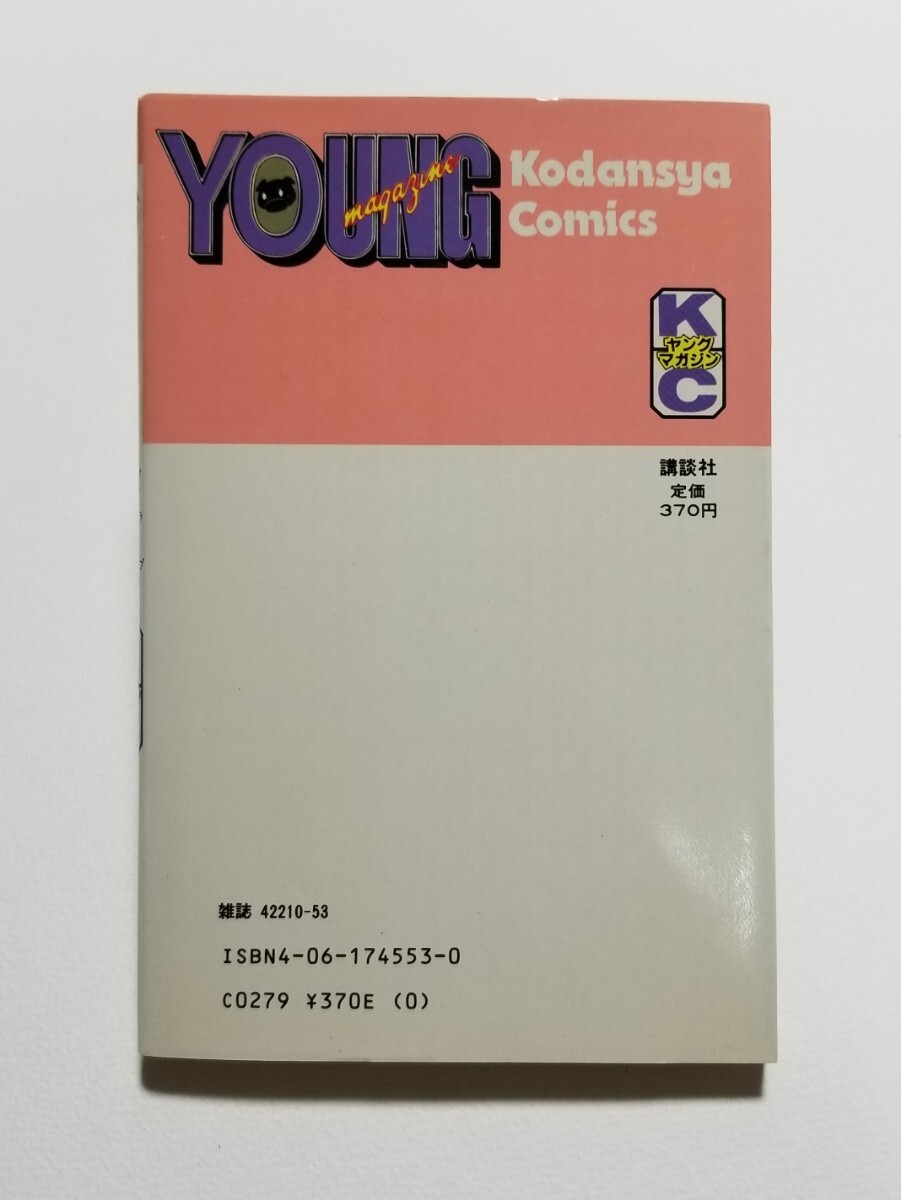 YOUNG
magazine
Kodansya
Comics
K
ヤング
マガジン
C
講談社
定価
370円
雑誌 42210-53
ISBN4-06-174553-0
C0279 ¥370E (0)